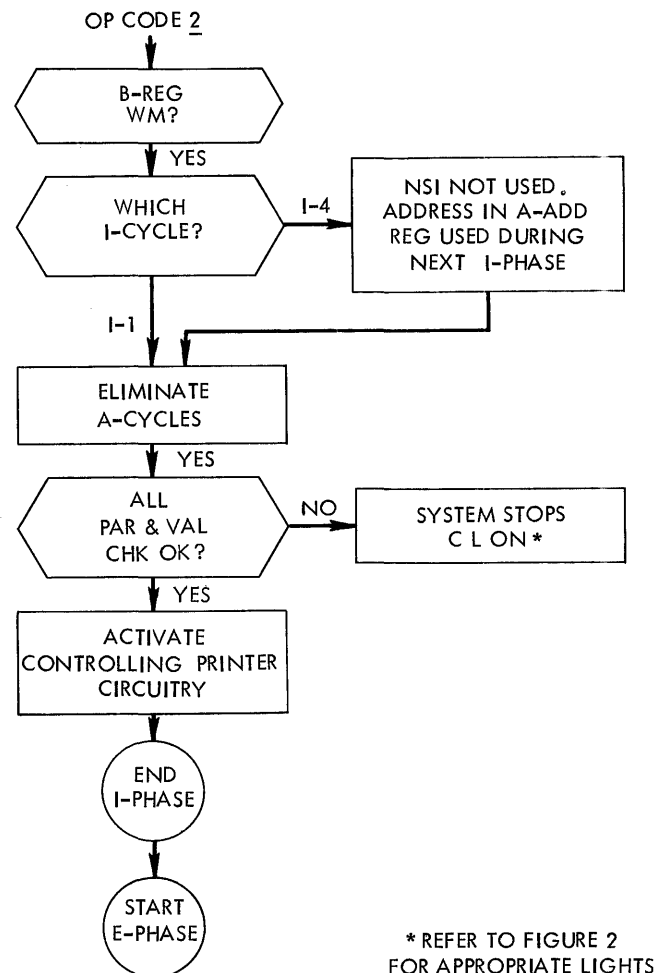 OP CODE 2
B-REG
WM?
YES
WHICH
I-CYCLE?
I-4
NSI NOT USED.
ADDRESS IN A-ADD
REG USED DURING
NEXT I-PHASE
I-1
ELIMINATE
A-CYCLES
YES
ALL
PAR & VAL
CHK OK?
NO
SYSTEM STOPS
C L ON*
YES
ACTIVATE
CONTROLLING PRINTER
CIRCUITRY
END
I-PHASE
START
E-PHASE
* REFER TO FIGURE 2
FOR APPROPRIATE LIGHTS